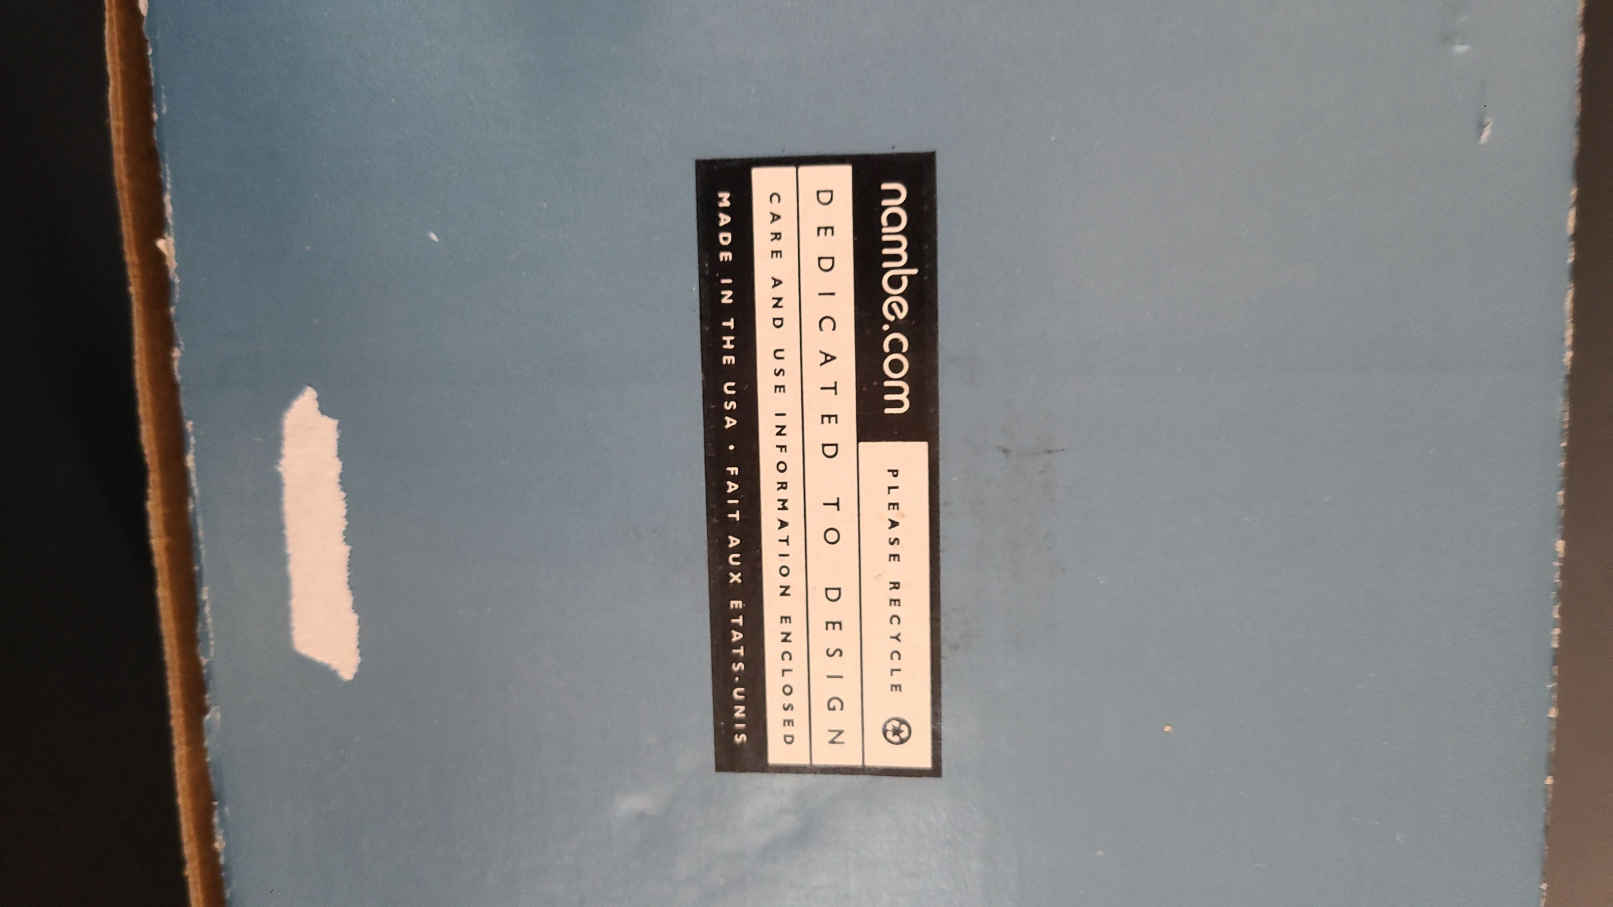 nambe.com
PLEASE RECYCLE
DEDICATED TO DESIGN
CARE AND USE INFORMATION ENCLOSED
MADE IN THE USA • FAIT AUX ÉTATS-UNIS